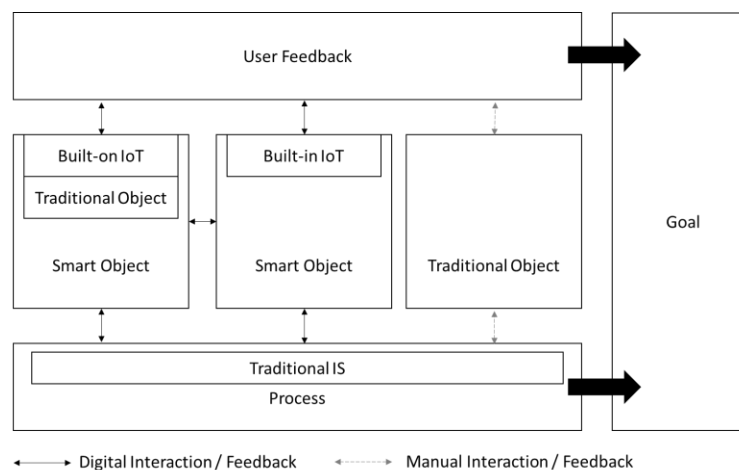 User Feedback
Built-on IoT
Traditional Object
Smart Object
Built-in IoT
Smart Object
Traditional Object
Goal
Traditional IS
Process
Digital Interaction / Feedback
Manual Interaction / Feedback